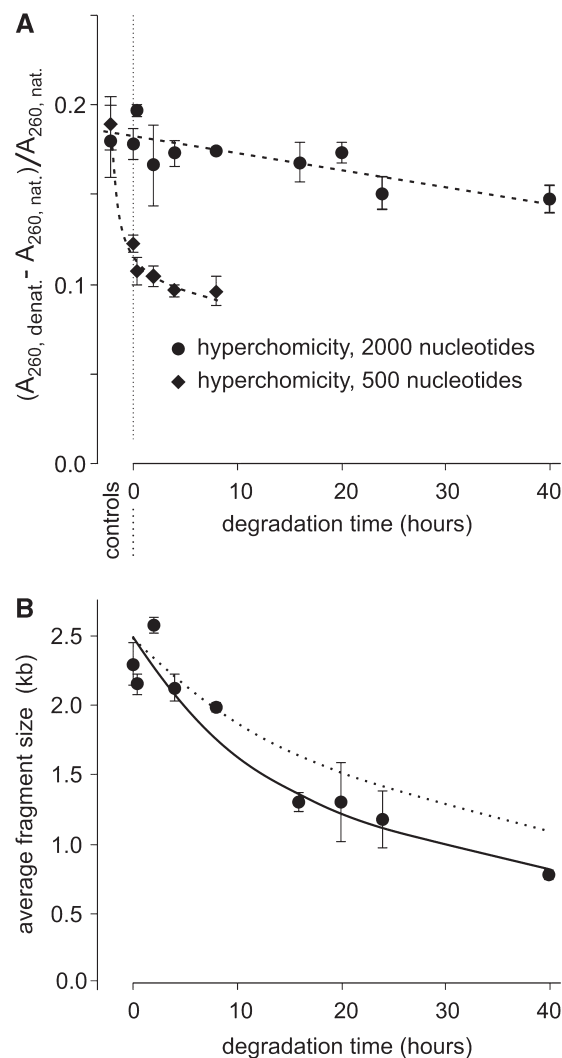 A
(A260, denat. - A260, nat.)/A260, nat.
0.2
0.1
0.0
hyperchomicity, 2000 nucleotides
hyperchomicity, 500 nucleotides
controls
0 10 20 30 40
degradation time (hours)
B
average fragment size (kb)
2.5
2.0
1.5
1.0
0.5
0.0
0 10 20 30 40
degradation time (hours)